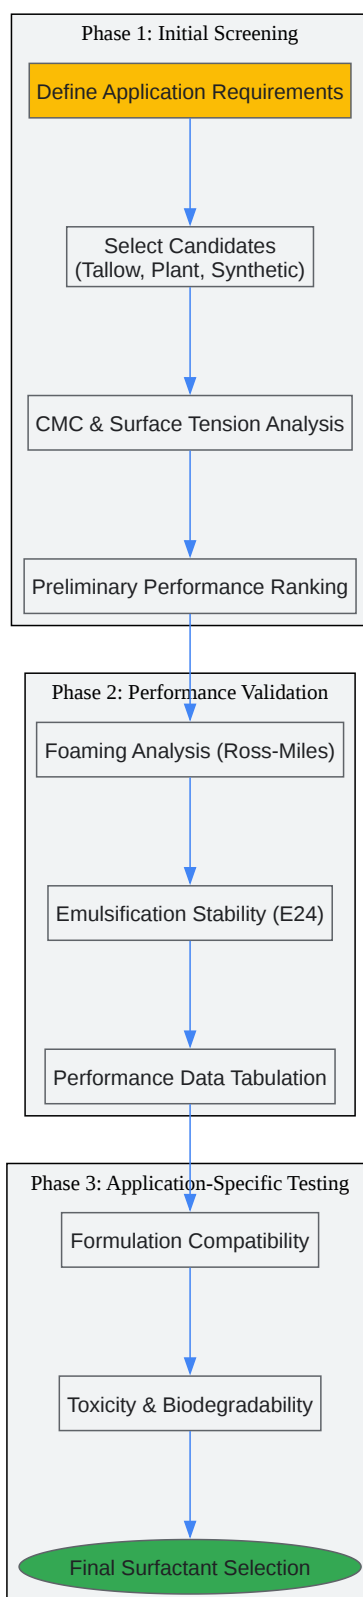 Phase 1: Initial Screening
Define Application Requirements
Select Candidates
(Tallow, Plant, Synthetic)
CMC & Surface Tension Analysis
Preliminary Performance Ranking
Phase 2: Performance Validation
Foaming Analysis (Ross-Miles)
Emulsification Stability (E24)
Performance Data Tabulation
Phase 3: Application-Specific Testing
Formulation Compatibility
Toxicity & Biodegradability
Final Surfactant Selection